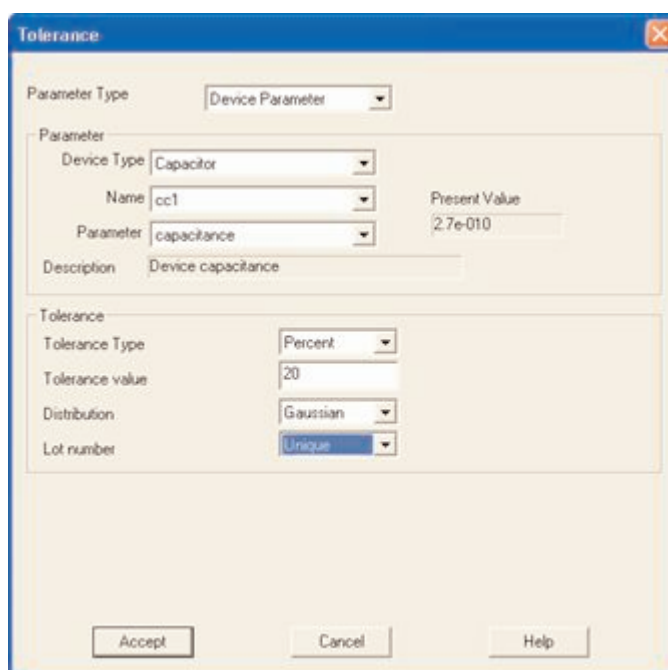 Tolerance
Parameter Type Device Parameter
Parameter
Device Type Capacitor
Name cc1 Present Value
2.7e-010
Parameter capacitance
Description Device capacitance
Tolerance
Tolerance Type Percent
Tolerance value 20
Distribution Gaussian
Lot number Unique
Accept Cancel Help